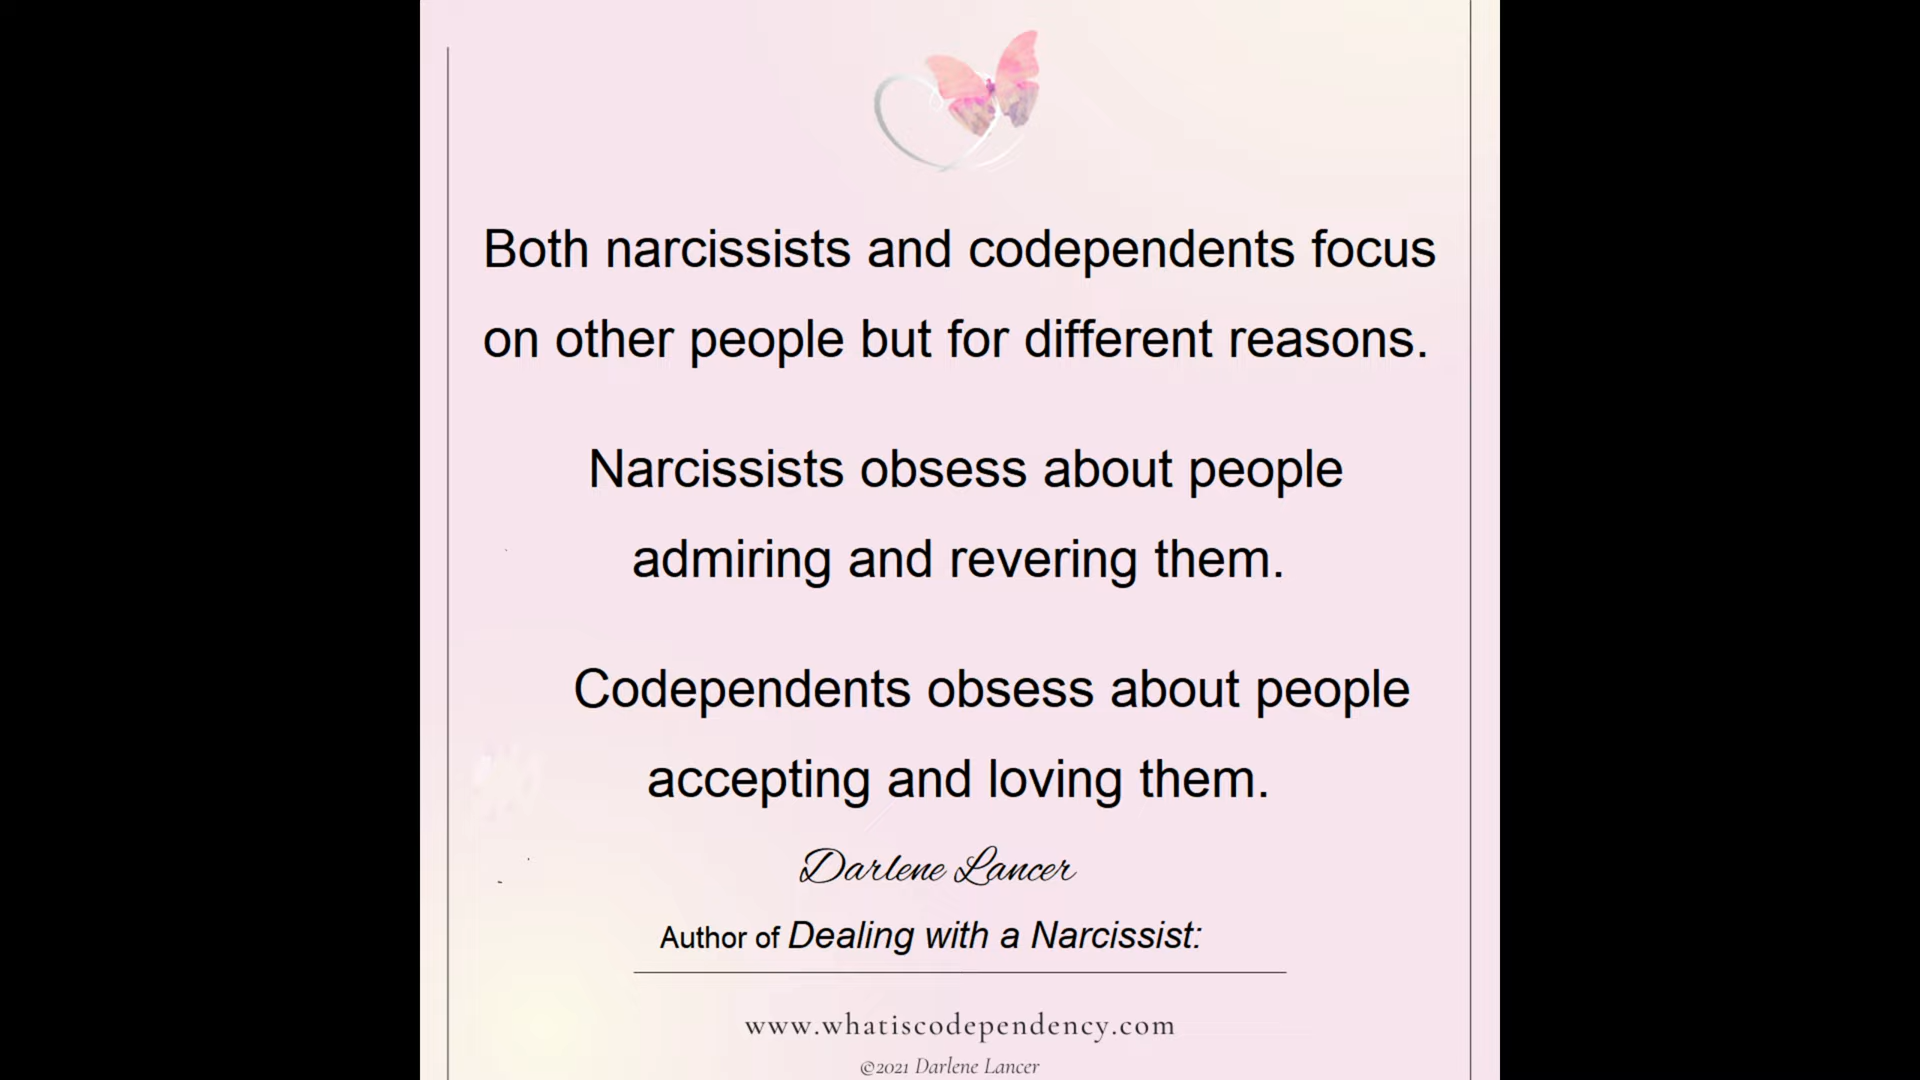 Both narcissists and codependents focus
on other people but for different reasons.
Narcissists obsess about people
admiring and revering them.
Codependents obsess about people
accepting and loving them.
Darlene Lancer
Author of Dealing with a Narcissist:
www.whatiscodependency.com
©2021 Darlene Lancer